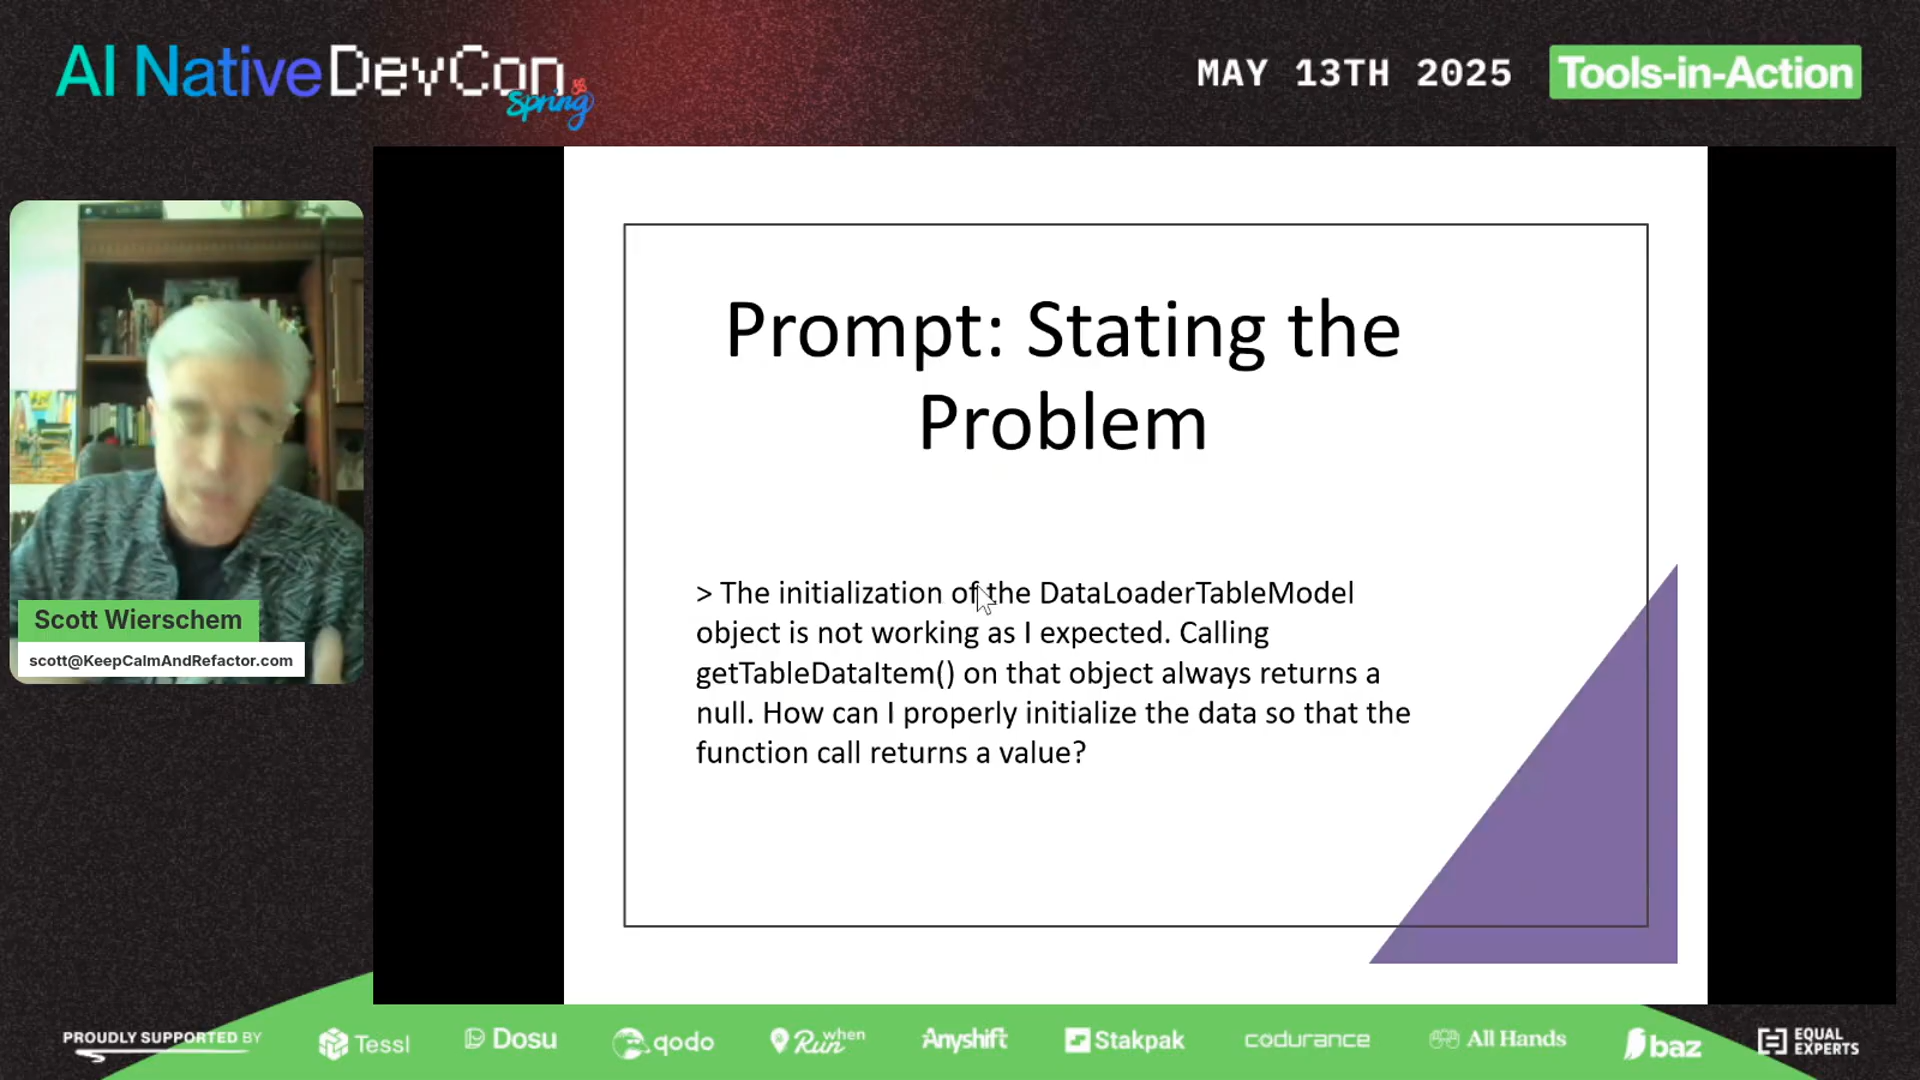 AI Native DevCon
Spring
MAY 13TH 2025
Tools-in-Action
Prompt: Stating the
Problem
> The initialization of the DataLoaderTableModel
object is not working as I expected. Calling
getTableDataItem() on that object always returns a
null. How can I properly initialize the data so that the
function call returns a value?
Scott Wierschem
scott@KeepCalmAndRefactor.com
PROUDLY SUPPORTED BY
Tessl
Dosu
qodo
Run when
Anyshift
Stakpak
codurance
All Hands
baz
EQUAL
EXPERTS